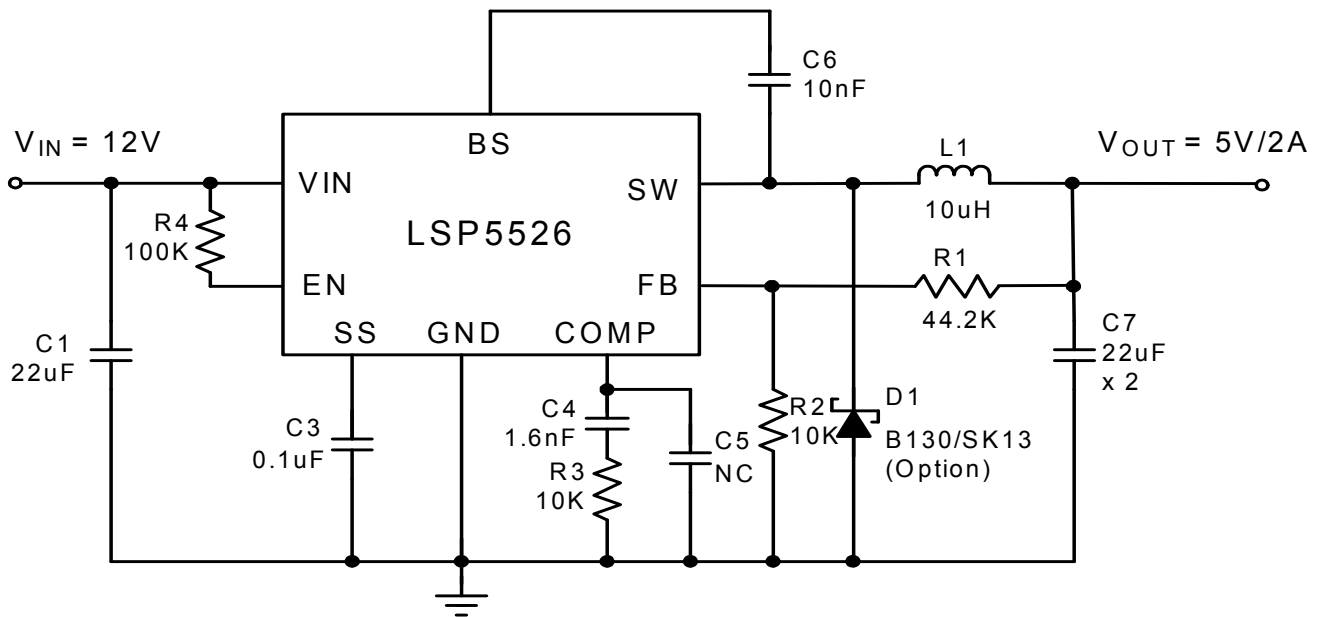 C6
10nF
V_IN = 12V
BS
L1
V_OUT = 5V/2A
VIN
SW
10uH
R4
100K
LSP5526
R1
EN
FB
44.2K
SS
GND
COMP
C7
22uF
x 2
C1
22uF
C4
1.6nF
R2
10K
D1
B130/SK13
(Option)
C3
0.1uF
C5
NC
R3
10K